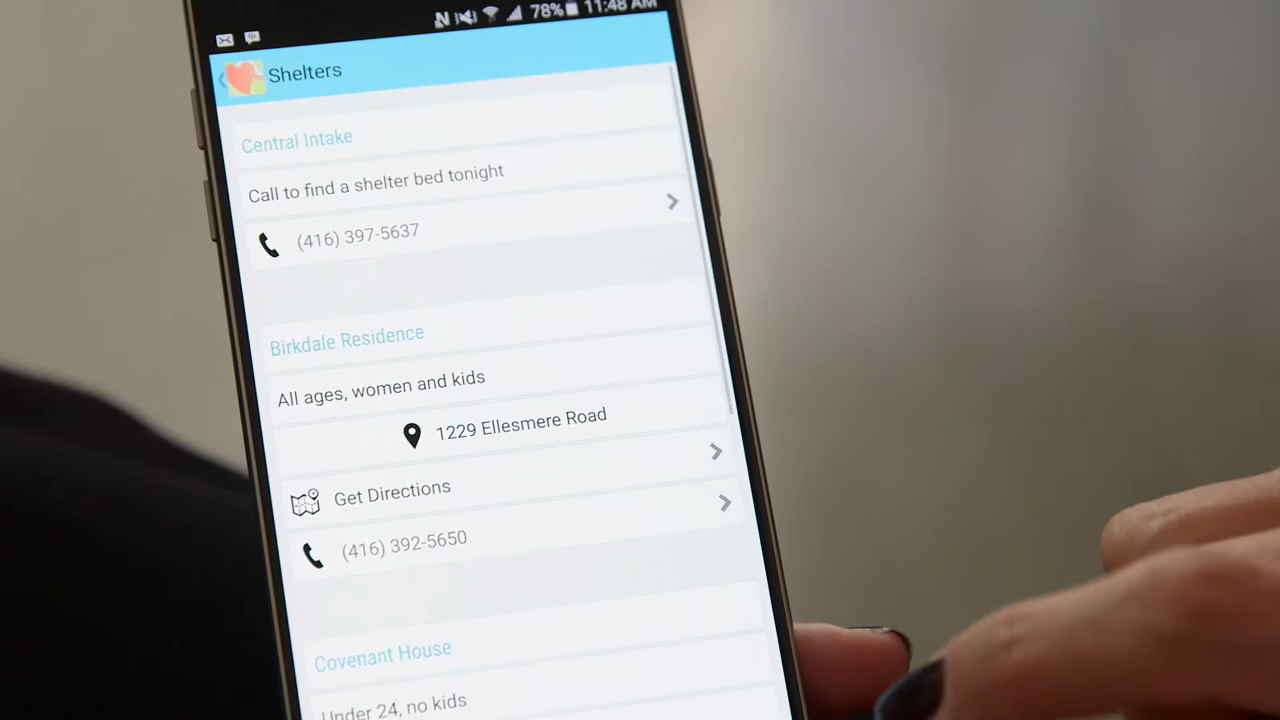 78% 11:48 AM
Shelters
Central Intake
Call to find a shelter bed tonight
(416) 397-5637
Birkdale Residence
All ages, women and kids
1229 Ellesmere Road
Get Directions
(416) 392-5650
Covenant House
Under 24, no kids